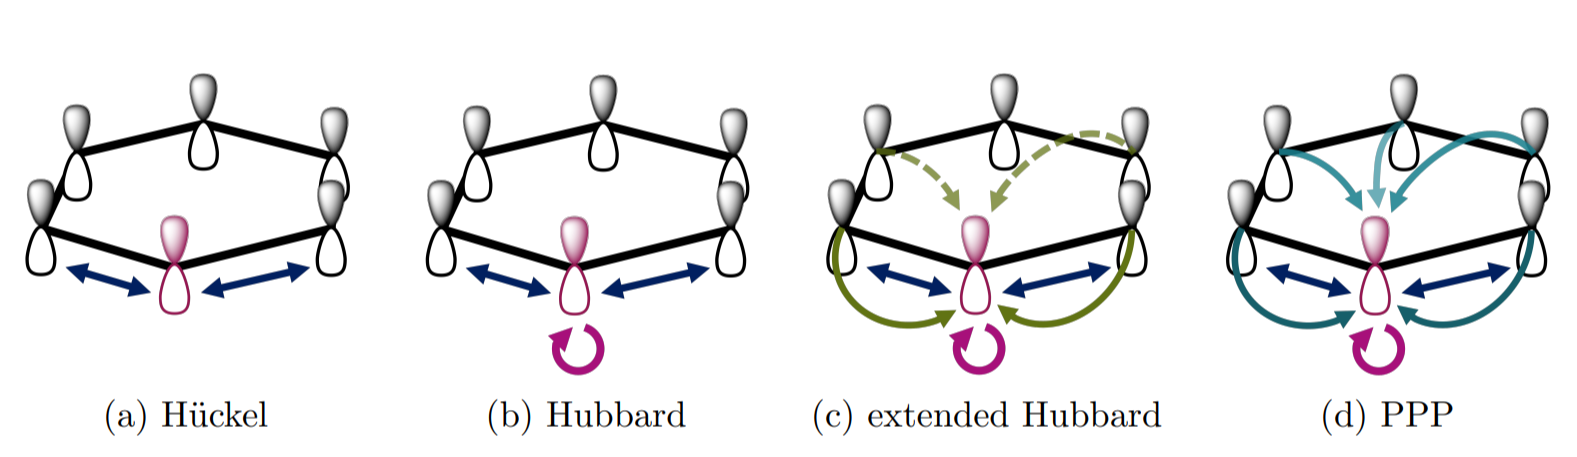 (a) Hückel
(b) Hubbard
(c) extended Hubbard
(d) PPP